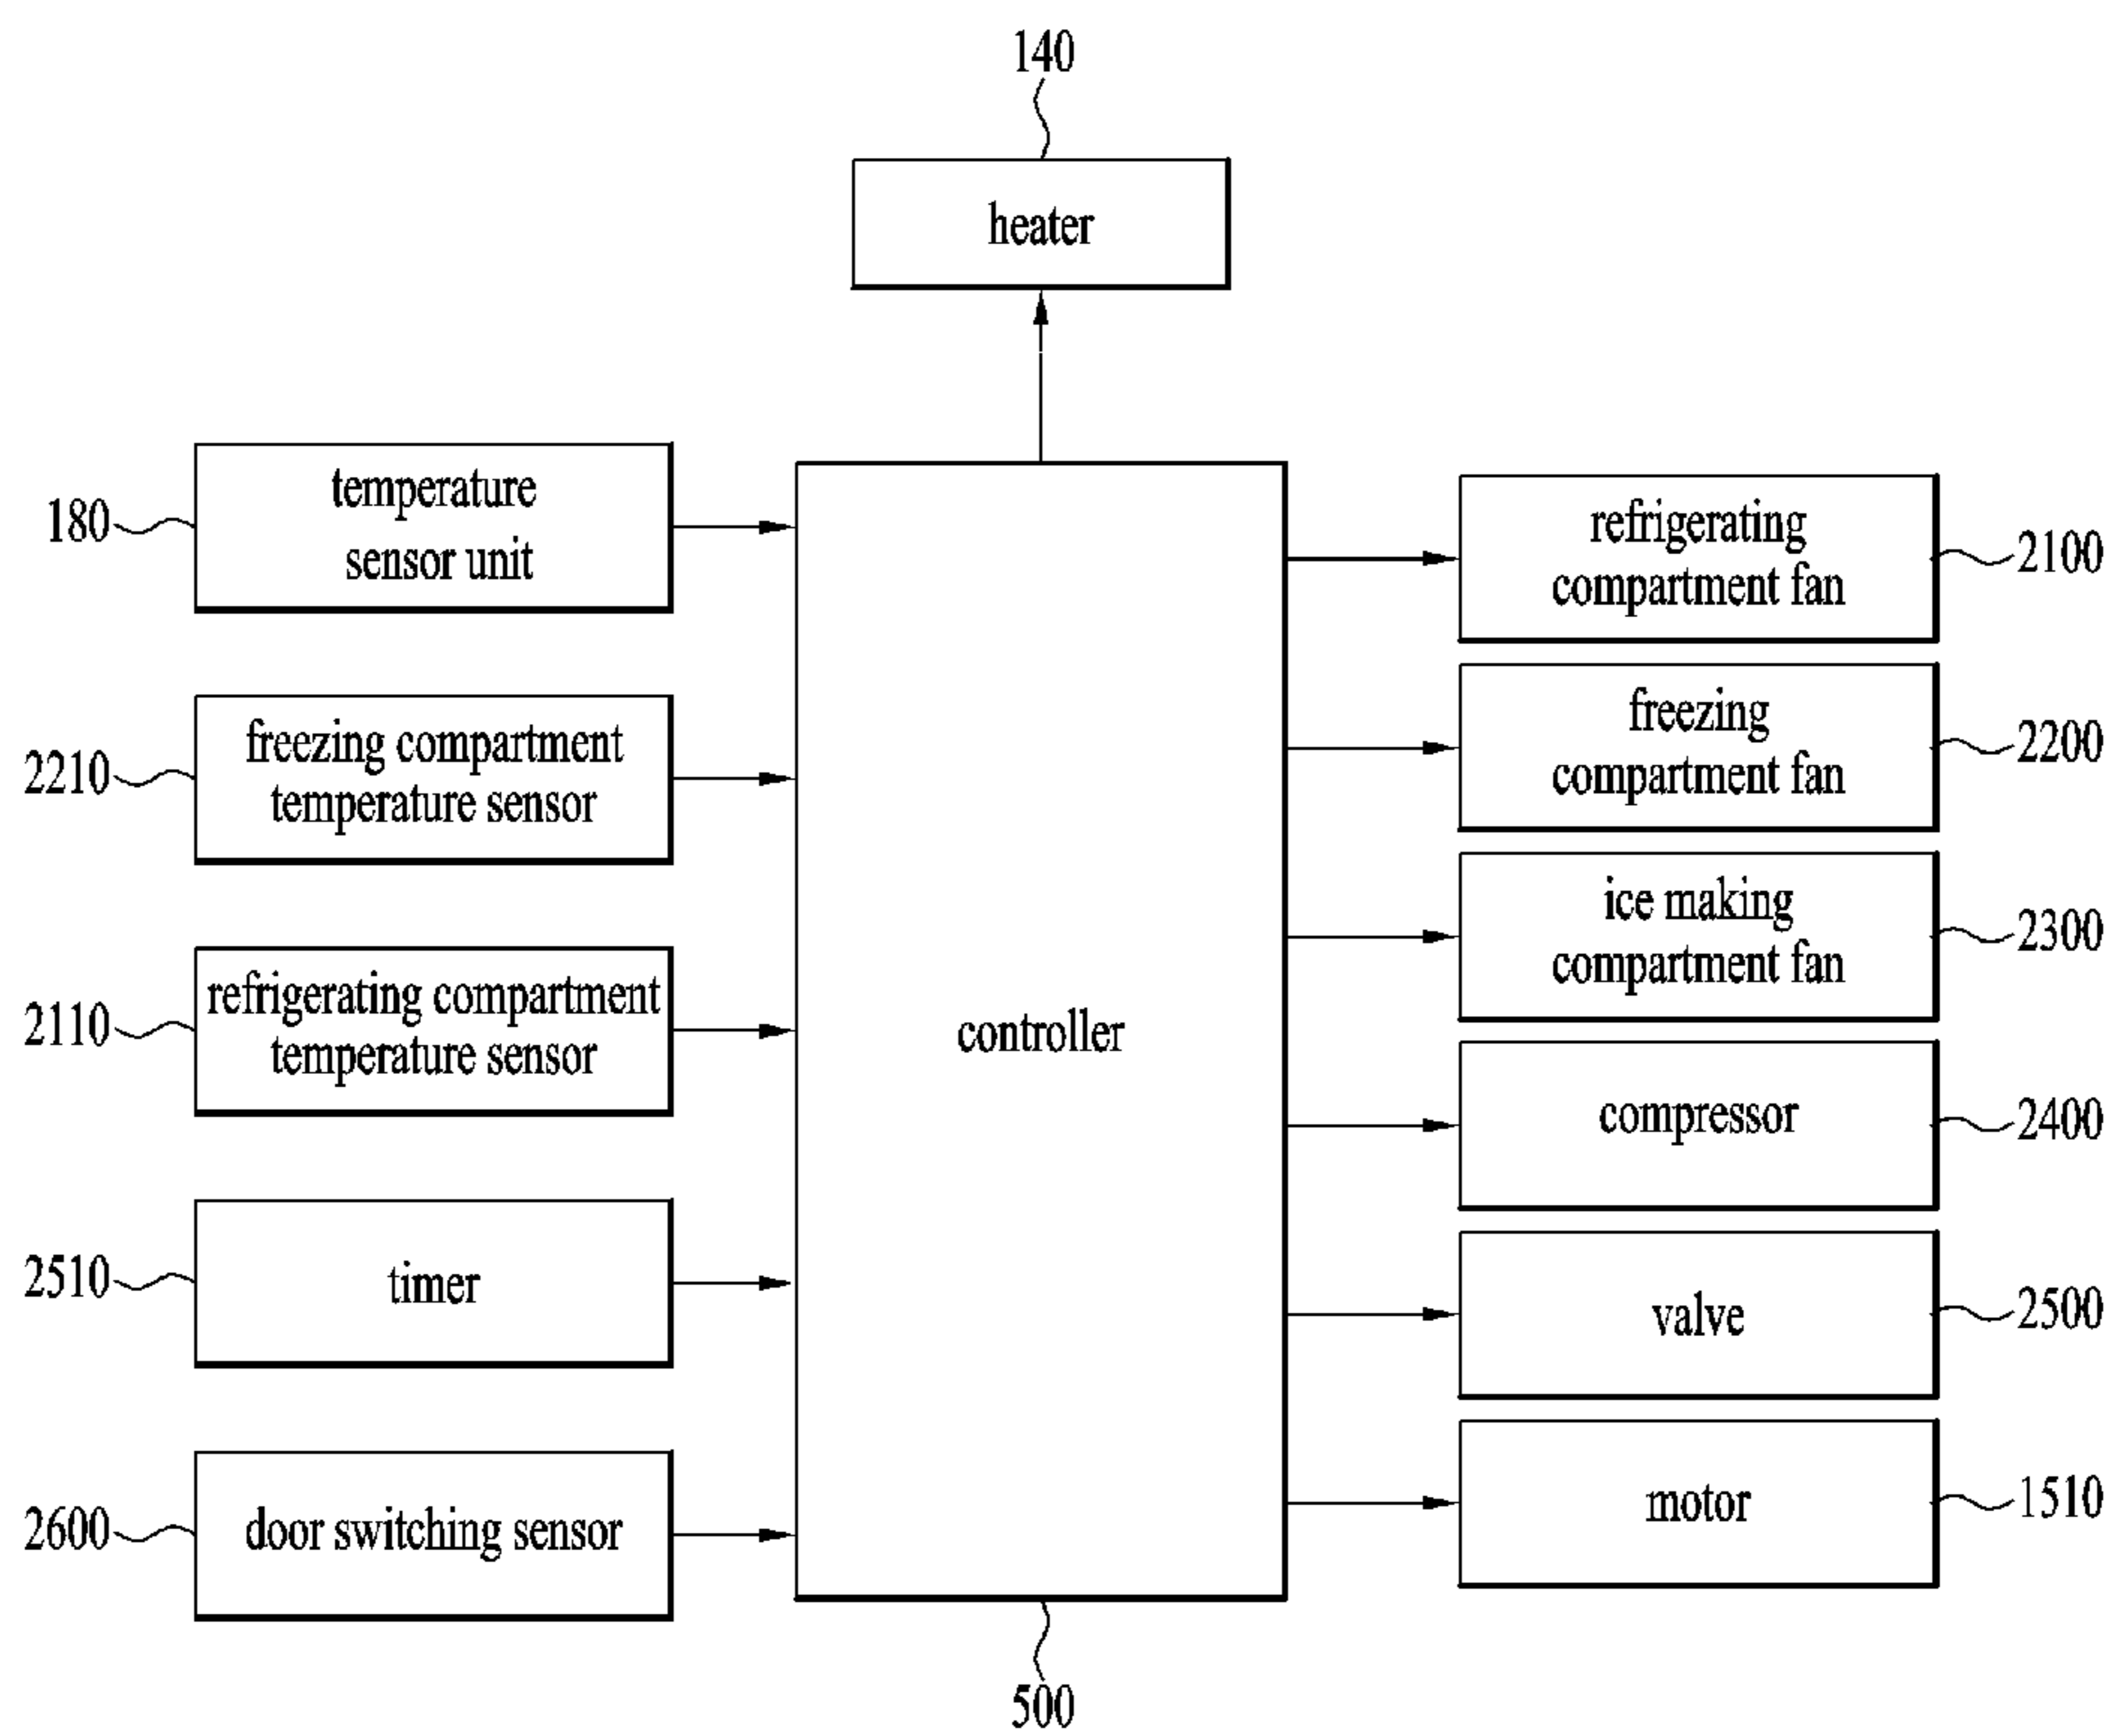 140
heater
180
temperature
sensor unit
2210
freezing compartment
temperature sensor
2110
refrigerating compartment
temperature sensor
2510
timer
2600
door switching sensor
controller
500
refrigerating
compartment fan
2100
freezing
compartment fan
2200
ice making
compartment fan
2300
compressor
2400
valve
2500
motor
1510